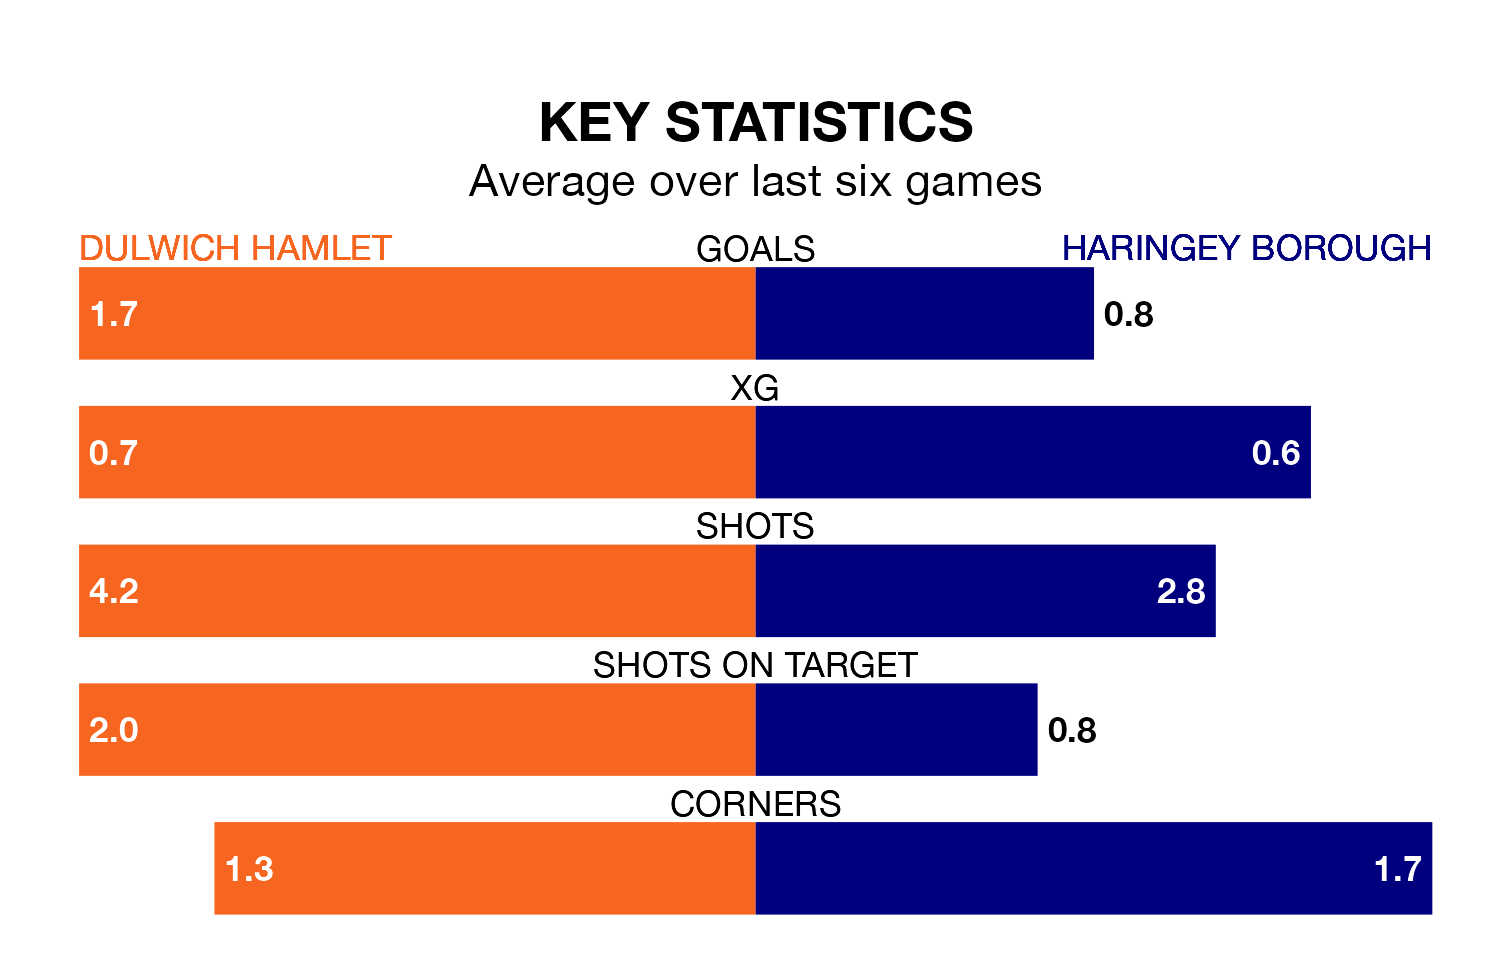 KEY STATISTICS
Average over last six games
DULWICH HAMLET GOALS HARINGEY BOROUGH
1.7 0.8
XG
0.7 0.6
SHOTS
4.2 2.8
SHOTS ON TARGET
2.0 0.8
CORNERS
1.3 1.7